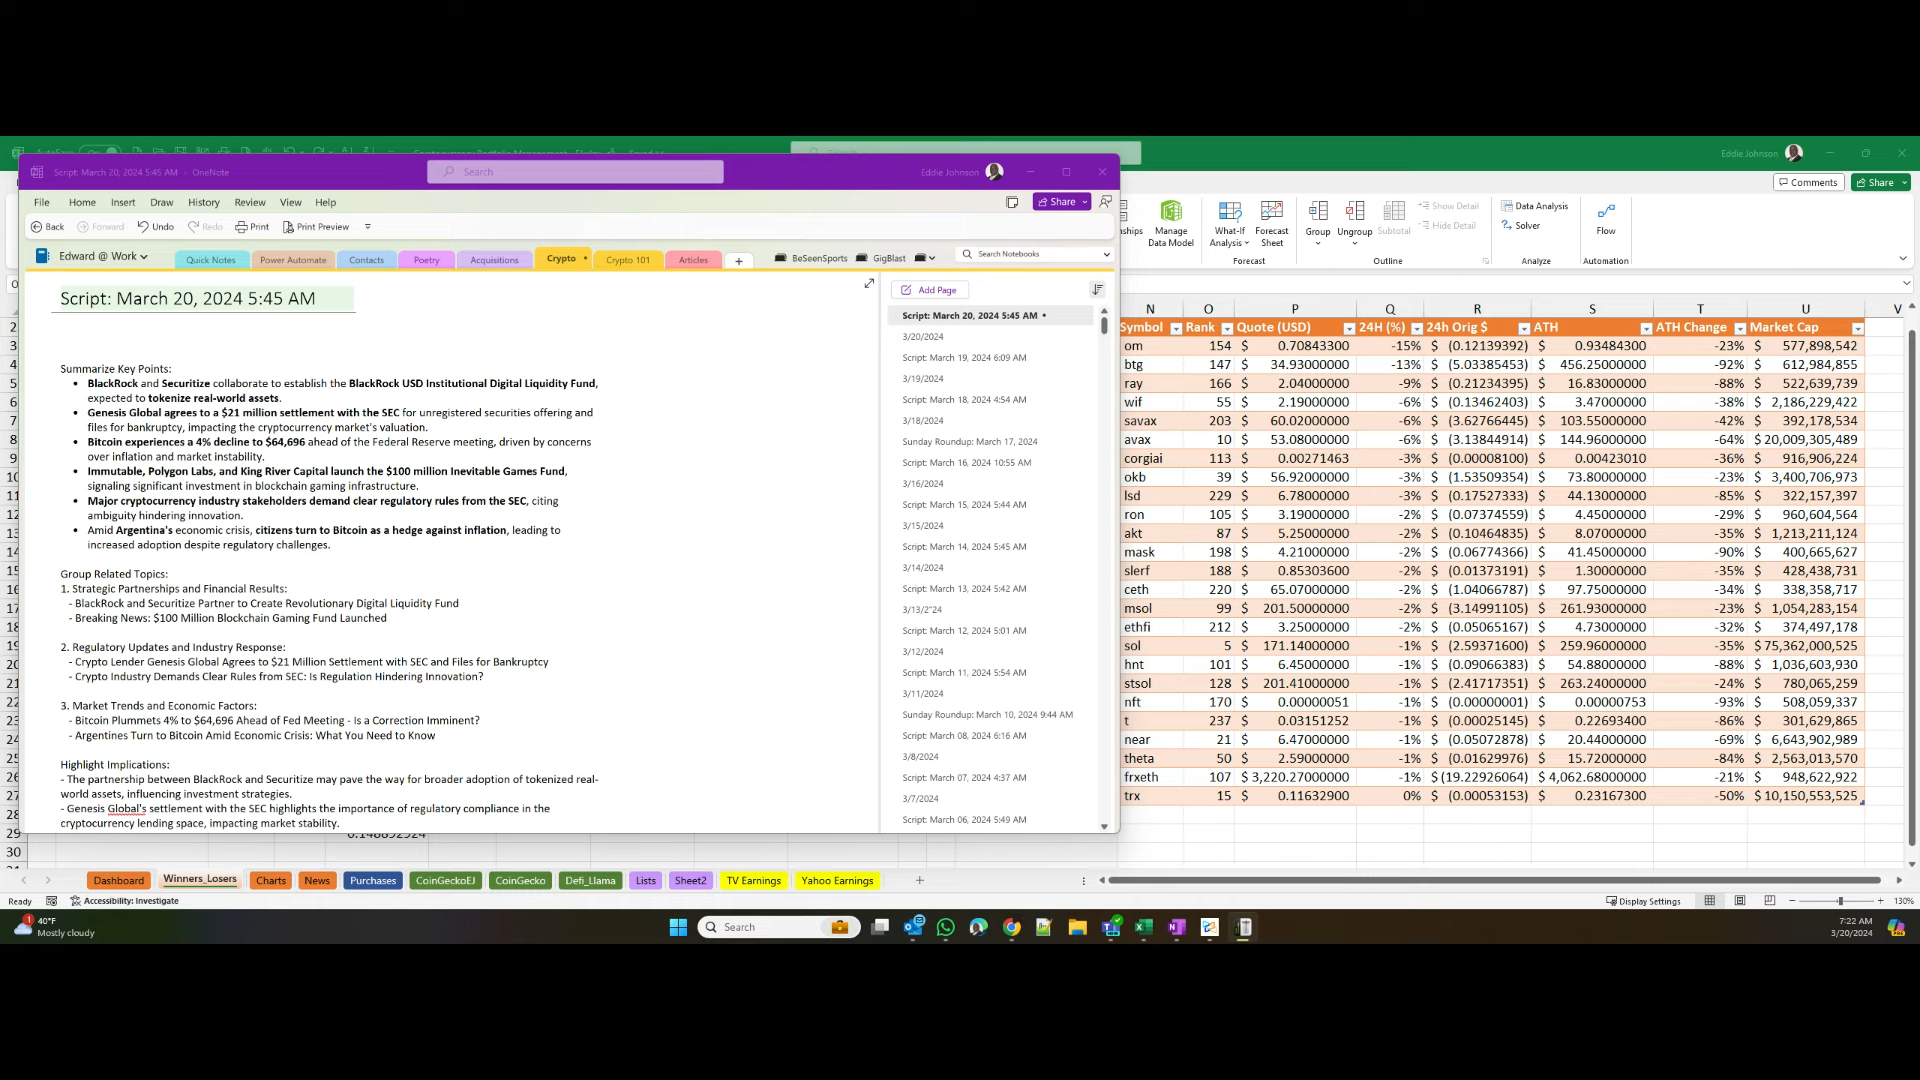 Eddie Johnson
Script: March 20, 2024 5:45 AM - OneNote
Search
Eddie Johnson
Comments
Share
File Home Insert Draw History Review View Help
Share
Back Forward Undo Redo Print Print Preview
Manage Data Model
What-If Analysis
Forecast Sheet
Group Ungroup Subtotal
Show Detail
Hide Detail
Data Analysis
Solver
Flow
Forecast Outline Analyze Automation
Edward @ Work
Quick Notes Power Automate Contacts Poetry Acquisitions Crypto Crypto 101 Articles +
BeSeenSports GigBlast
Search Notebooks
Script: March 20, 2024 5:45 AM
Summarize Key Points:
• BlackRock and Securitize collaborate to establish the BlackRock USD Institutional Digital Liquidity Fund,
expected to tokenize real-world assets.
• Genesis Global agrees to a $21 million settlement with the SEC for unregistered securities offering and
files for bankruptcy, impacting the cryptocurrency market's valuation.
• Bitcoin experiences a 4% decline to $64,696 ahead of the Federal Reserve meeting, driven by concerns
over inflation and market instability.
• Immutable, Polygon Labs, and King River Capital launch the $100 million Inevitable Games Fund,
signaling significant investment in blockchain gaming infrastructure.
• Major cryptocurrency industry stakeholders demand clear regulatory rules from the SEC, citing
ambiguity hindering innovation.
• Amid Argentina's economic crisis, citizens turn to Bitcoin as a hedge against inflation, leading to
increased adoption despite regulatory challenges.
Group Related Topics:
1. Strategic Partnerships and Financial Results:
- BlackRock and Securitize Partner to Create Revolutionary Digital Liquidity Fund
- Breaking News: $100 Million Blockchain Gaming Fund Launched
2. Regulatory Updates and Industry Response:
- Crypto Lender Genesis Global Agrees to $21 Million Settlement with SEC and Files for Bankruptcy
- Crypto Industry Demands Clear Rules from SEC: Is Regulation Hindering Innovation?
3. Market Trends and Economic Factors:
- Bitcoin Plummets 4% to $64,696 Ahead of Fed Meeting - Is a Correction Imminent?
- Argentines Turn to Bitcoin Amid Economic Crisis: What You Need to Know
Highlight Implications:
- The partnership between BlackRock and Securitize may pave the way for broader adoption of tokenized real-
world assets, influencing investment strategies.
- Genesis Global's settlement with the SEC highlights the importance of regulatory compliance in the
cryptocurrency lending space, impacting market stability.
Add Page
Script: March 20, 2024 5:45 AM •
3/20/2024
Script: March 19, 2024 6:09 AM
3/19/2024
Script: March 18, 2024 4:54 AM
3/18/2024
Sunday Roundup: March 17, 2024
Script: March 16, 2024 10:55 AM
3/16/2024
Script: March 15, 2024 5:44 AM
3/15/2024
Script: March 14, 2024 5:45 AM
3/14/2024
Script: March 13, 2024 5:42 AM
3/13/2"24
Script: March 12, 2024 5:01 AM
3/12/2024
Script: March 11, 2024 5:54 AM
3/11/2024
Sunday Roundup: March 10, 2024 9:44 AM
Script: March 08, 2024 6:16 AM
3/8/2024
Script: March 07, 2024 4:37 AM
3/7/2024
Script: March 06, 2024 5:49 AM
N O P Q R S T U V
Symbol Rank Quote (USD) 24H (%) 24h Orig $ ATH ATH Change Market Cap
om 154 $ 0.70843300 -15% $ (0.12139392) $ 0.93484300 -23% $ 577,898,542
btg 147 $ 34.93000000 -13% $ (5.03385453) $ 456.25000000 -92% $ 612,984,855
ray 166 $ 2.04000000 -9% $ (0.21234395) $ 16.83000000 -88% $ 522,639,739
wif 55 $ 2.19000000 -6% $ (0.13462403) $ 3.47000000 -38% $ 2,186,229,422
savax 203 $ 60.02000000 -6% $ (3.62766445) $ 103.55000000 -42% $ 392,178,534
avax 10 $ 53.08000000 -6% $ (3.13844914) $ 144.96000000 -64% $ 20,009,305,489
corgiai 113 $ 0.00271463 -3% $ (0.00008100) $ 0.00423010 -36% $ 916,906,224
okb 39 $ 56.92000000 -3% $ (1.53509354) $ 73.80000000 -23% $ 3,400,706,973
lsd 229 $ 6.78000000 -3% $ (0.17527333) $ 44.13000000 -85% $ 322,157,397
ron 105 $ 3.19000000 -2% $ (0.07374559) $ 4.45000000 -29% $ 960,604,564
akt 87 $ 5.25000000 -2% $ (0.10464835) $ 8.07000000 -35% $ 1,213,211,124
mask 198 $ 4.21000000 -2% $ (0.06774366) $ 41.45000000 -90% $ 400,665,627
slerf 188 $ 0.85303600 -2% $ (0.01373191) $ 1.30000000 -35% $ 428,438,731
ceth 220 $ 65.07000000 -2% $ (1.04066787) $ 97.75000000 -34% $ 338,358,717
msol 99 $ 201.50000000 -2% $ (3.14991105) $ 261.93000000 -23% $ 1,054,283,154
ethfi 212 $ 3.25000000 -2% $ (0.05065167) $ 4.73000000 -32% $ 374,497,178
sol 5 $ 171.14000000 -1% $ (2.59371600) $ 259.96000000 -35% $ 75,362,000,525
hnt 101 $ 6.45000000 -1% $ (0.09066383) $ 54.88000000 -88% $ 1,036,603,930
stsol 128 $ 201.41000000 -1% $ (2.41717351) $ 263.24000000 -24% $ 780,065,259
nft 170 $ 0.00000051 -1% $ (0.00000001) $ 0.00000753 -93% $ 508,059,337
t 237 $ 0.03151252 -1% $ (0.00025145) $ 0.22693400 -86% $ 301,629,865
near 21 $ 6.47000000 -1% $ (0.05072878) $ 20.44000000 -69% $ 6,643,902,989
theta 50 $ 2.59000000 -1% $ (0.01629976) $ 15.72000000 -84% $ 2,563,013,570
frxeth 107 $ 3,220.27000000 -1% $ (19.22926064) $ 4,062.68000000 -21% $ 948,622,922
trx 15 $ 0.11632900 0% $ (0.00053153) $ 0.23167300 -50% $ 10,150,553,525
28
29
30
Dashboard Winners_Losers Charts News Purchases CoinGeckoEJ CoinGecko Defi_Llama Lists Sheet2 TV Earnings Yahoo Earnings +
Ready Accessibility: Investigate
Display Settings
130%
1
40°F
Mostly cloudy
Search
7:22 AM
3/20/2024